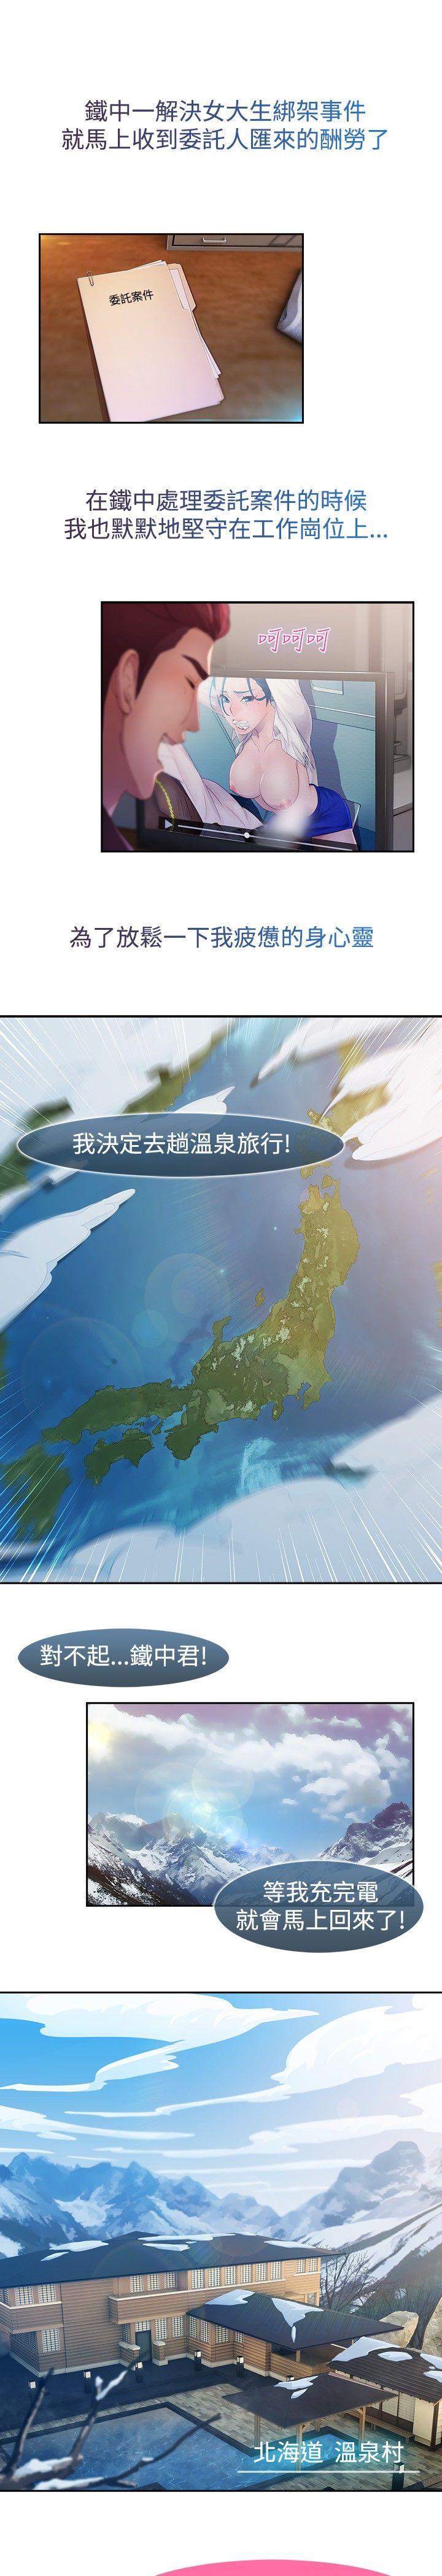 鐵中一解決女大生綁架事件
就馬上收到委託人匯來的酬勞了
委託案件
在鐵中處理委託案件的時候
我也默默地堅守在工作崗位上...
呵呵呵
為了放鬆一下我疲憊的身心靈
我決定去趟溫泉旅行!
對不起...鐵中君!
等我充完電
就會馬上回來了!
北海道 溫泉村